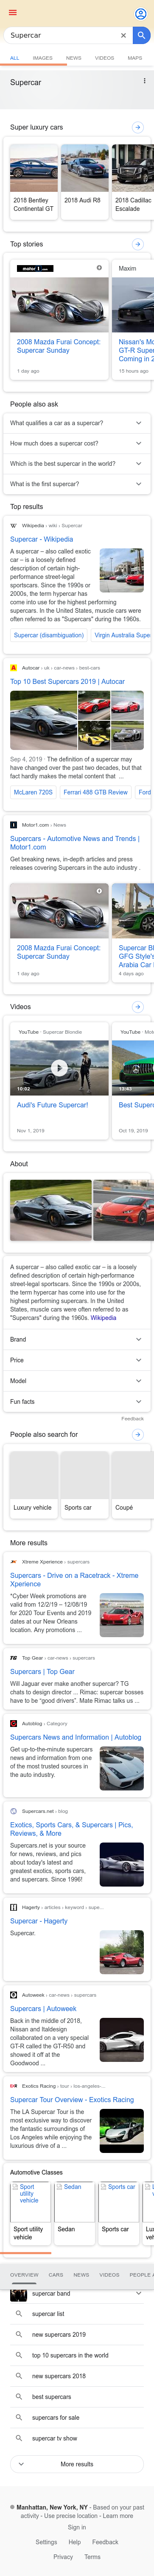 Supercar
ALL IMAGES NEWS VIDEOS MAPS
Supercar
Super luxury cars
2018 Bentley Continental GT
2018 Audi R8
2018 Cadillac Escalade
Top stories
motor1.com
2008 Mazda Furai Concept: Supercar Sunday
1 day ago
Maxim
15 hours ago
People also ask
What qualifies a car as a supercar?
How much does a supercar cost?
Which is the best supercar in the world?
What is the first supercar?
Top results
Wikipedia › wiki › Supercar
Supercar - Wikipedia
A supercar – also called exotic
car – is a loosely defined
description of certain
high-performance
street-legal
sportscars. Since the 1990s or
2000s, the term hypercar has
come into use for the highest
performing supercars. In the
United States, muscle cars were
often referred to as "Supercars" during the 1960s.
Supercar (disambiguation) Virgin Australia Super
Autocar › uk › car-news › best-cars
Top 10 Best Supercars 2019 | Autocar
Sep 4, 2019 · The definition of a supercar may
have changed over the past two decades, but that
fact hardly makes the metal content that ...
McLaren 720S Ferrari 488 GTB Review Ford
Motor1.com › News
Supercars - Automotive News and Trends |
Motor1.com
Get breaking news, in-depth articles and press
releases covering Supercars in the auto industry .
2008 Mazda Furai Concept:
Supercar Sunday
1 day ago
GFG Style's
Arabia Car
4 days ago
Videos
YouTube · Supercar Blondie
10:02
Audi's Future Supercar!
Nov 1, 2019
YouTube
13:43
Best Super
Oct 19, 2019
About
A supercar – also called exotic car – is a loosely
defined description of certain high-performance
street-legal sportscars. Since the 1990s or 2000s,
the term hypercar has come into use for the
highest performing supercars. In the United
States, muscle cars were often referred to as
"Supercars" during the 1960s. Wikipedia
Brand
Price
Model
Fun facts
Feedback
People also search for
Luxury vehicle
Sports car
Coupé
More results
Xtreme Xperience › supercars
Supercars - Drive on a Racetrack - Xtreme
Xperience
*Cyber Week promotions are
valid from 12/2/19 – 12/08/19
for 2020 Tour Events and 2019
dates at our New Orleans
location. Any promotions ...
Top Gear › car-news › supercars
Supercars | Top Gear
Will Jaguar ever make another supercar? TG
chats to design director ... Rimac: supercar bosses
have to be "good drivers". Mate Rimac talks us ...
Autoblog › Category
Supercars News and Information | Autoblog
Get up-to-the-minute supercars
news and information from one
of the most trusted sources in
the auto industry.
Supercars.net › blog
Exotics, Sports Cars, & Supercars | Pics,
Reviews, & More
Supercars.net is your source
for news, reviews, and pics
about today's latest and
greatest exotics, sports cars,
and supercars. Since 1996!
Hagerty › articles › keyword › supe...
Supercar - Hagerty
Supercar.
Autoweek › car-news › supercars
Supercars | Autoweek
Back in the middle of 2018,
Nissan and Italdesign
collaborated on a very special
GT-R called the GT-R50 and
showed it off at the
Goodwood ...
Exotics Racing › tour › los-angeles-...
Supercar Tour Overview - Exotics Racing
The LA Supercar Tour is the
most exclusive way to discover
the fantastic surroundings of
Los Angeles while enjoying the
luxurious drive of a ...
Automotive Classes
Sport utility vehicle
Sport utility vehicle
Sedan
Sedan
Sports car
Sports car
OVERVIEW CARS NEWS VIDEOS PEOPLE A
supercar band
supercar list
new supercars 2019
top 10 supercars in the world
new supercars 2018
best supercars
supercars for sale
supercar tv show
More results
Manhattan, New York, NY - Based on your past
activity - Use precise location - Learn more
Sign in
Settings Help Feedback
Privacy Terms